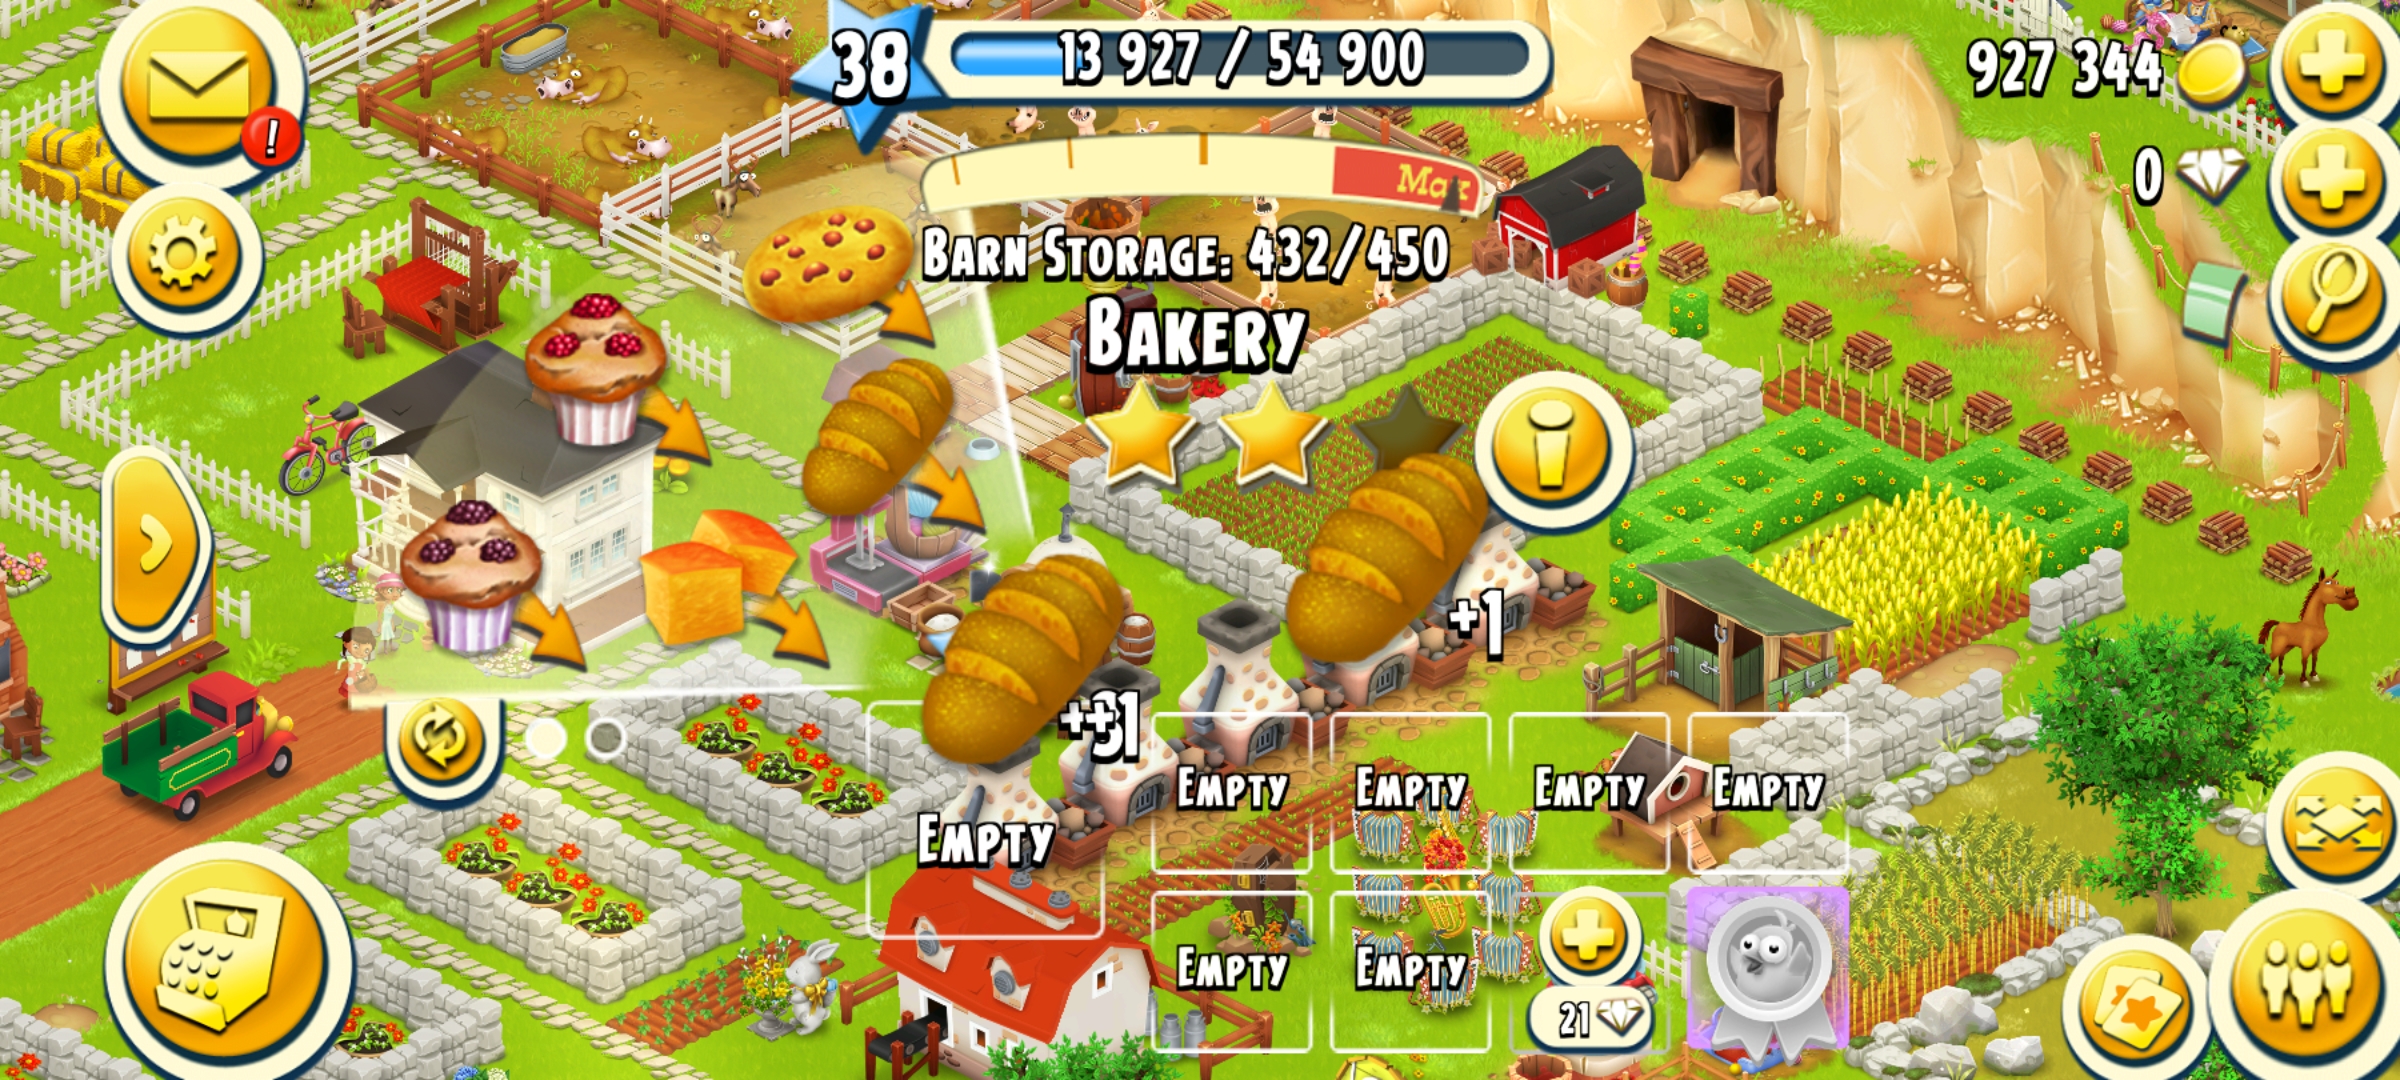 !
38
13 927 / 54 900
927 344
0
Max
BARN STORAGE: 432/450
BAKERY
+1
EMPTY
EMPTY
EMPTY
EMPTY
EMPTY
EMPTY
EMPTY
21